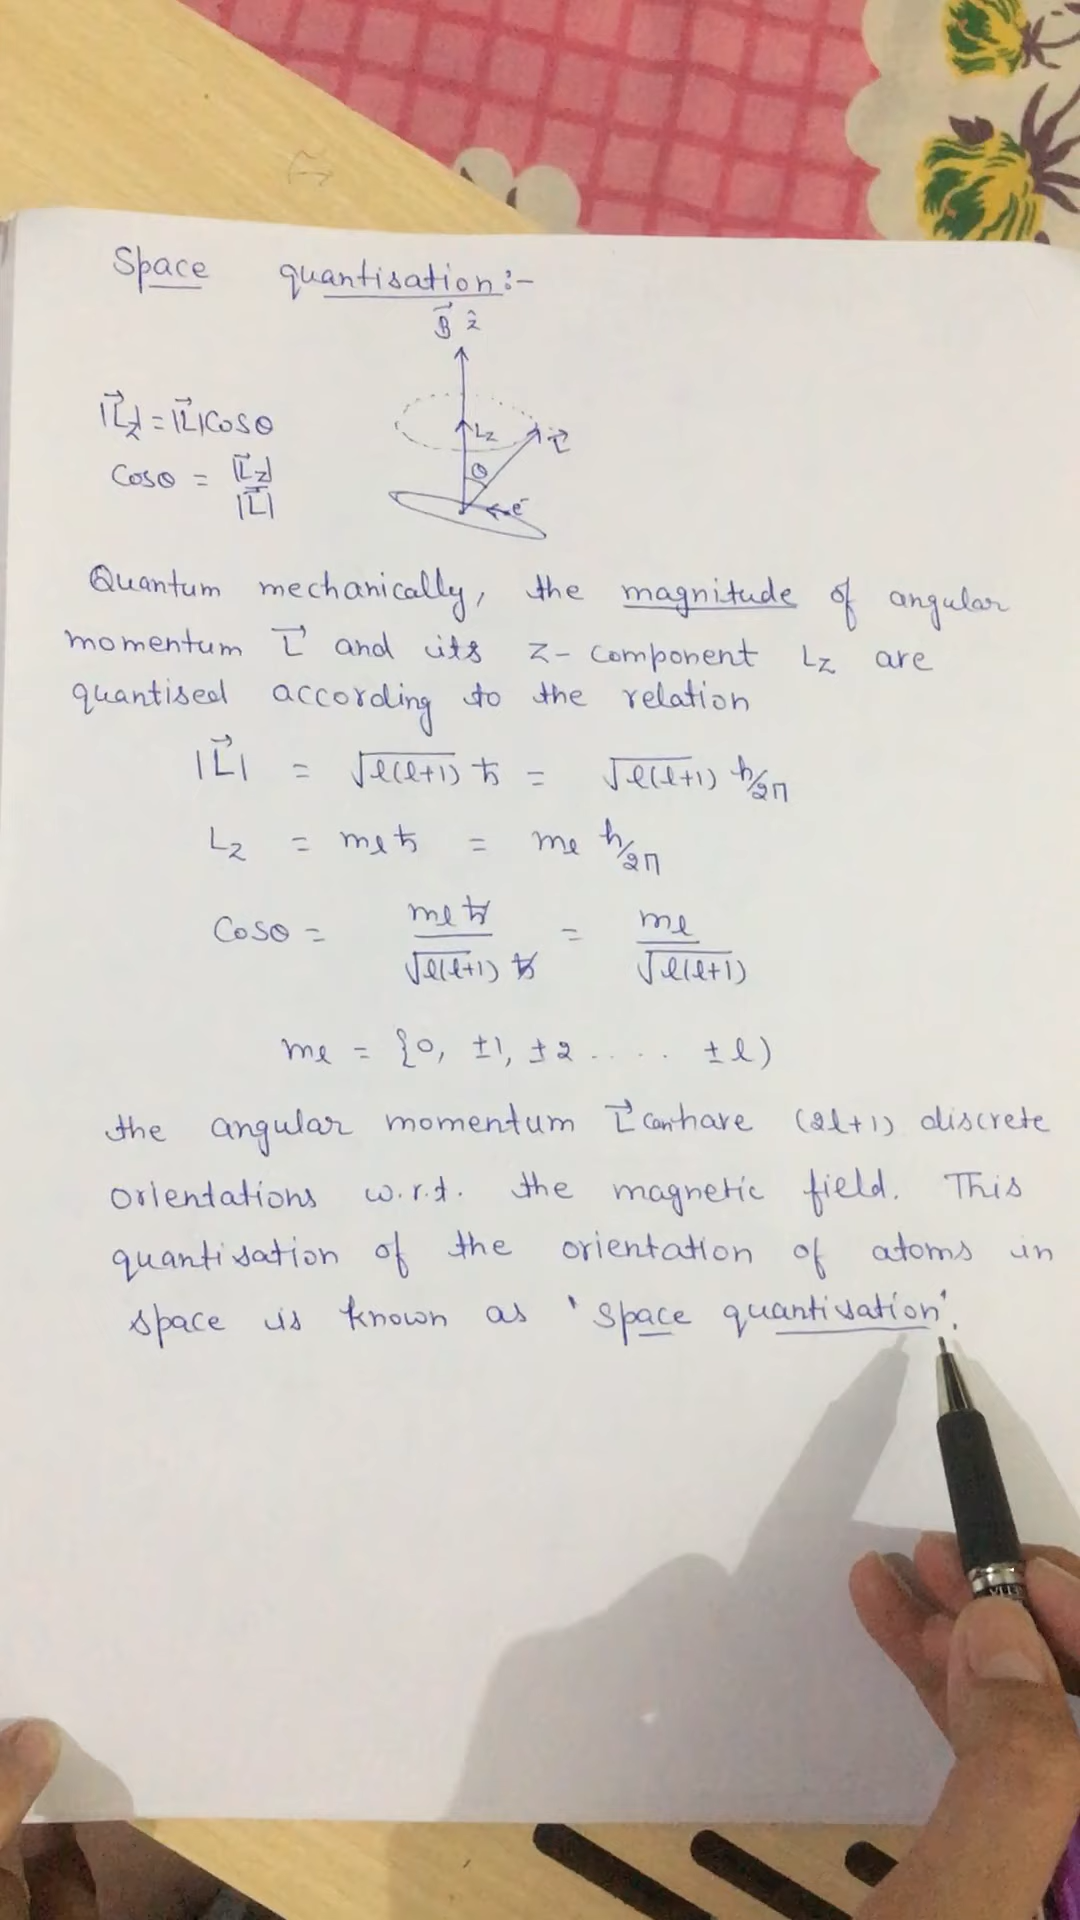 Space quantisation:-
B⃗ ẑ
|L⃗z| = |L⃗|Cosθ
Lz
L⃗
Cosθ = |L⃗z| / |L⃗|
θ
e⁻
Quantum mechanically, the magnitude of angular
momentum L⃗ and its z-component Lz are
quantised according to the relation
|L⃗| = √l(l+1) ħ = √l(l+1) h/2π
Lz = mlħ = ml h/2π
Cosθ = mlħ / √l(l+1) ħ = ml / √l(l+1)
ml = {0, ±1, ±2 ..... ±l)
the angular momentum L⃗ can have (2l+1) discrete
orientations w.r.t. the magnetic field. This
quantisation of the orientation of atoms in
space is known as 'space quantisation'.